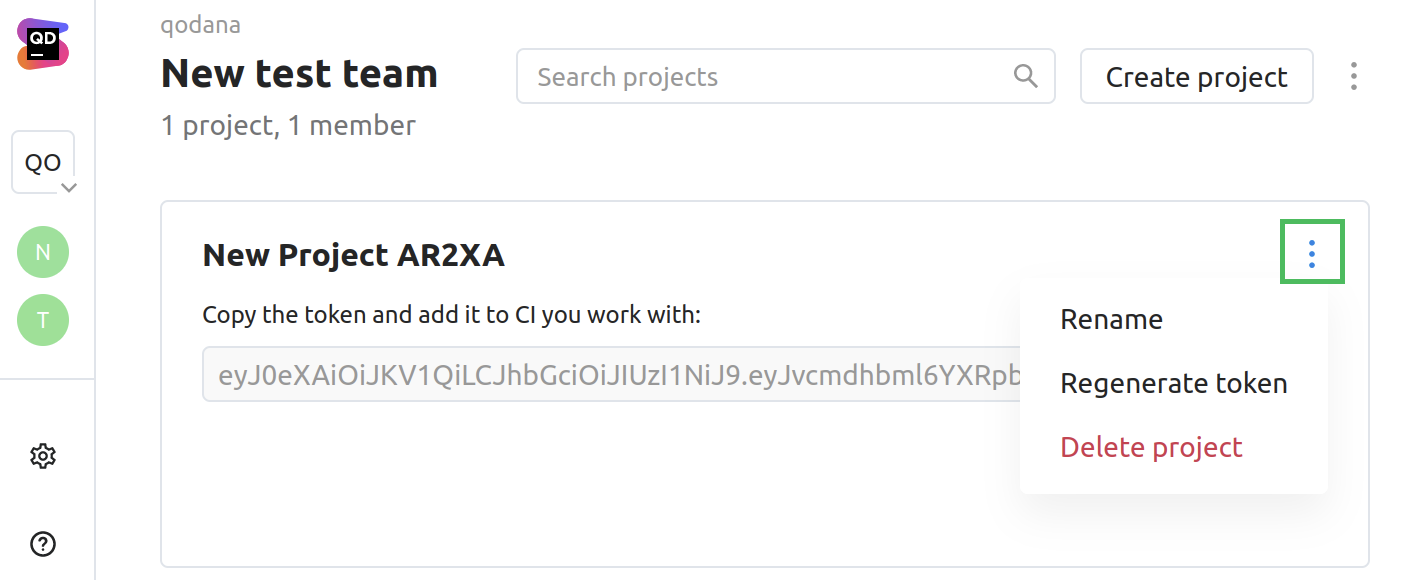 QD
qodana
New test team
1 project, 1 member
Search projects
Create project
QO
N
T
New Project AR2XA
Copy the token and add it to CI you work with:
eyJ0eXAiOiJKV1QiLCJhbGciOiJIUzI1NiJ9.eyJvcmdhbml6YXRpb
Rename
Regenerate token
Delete project